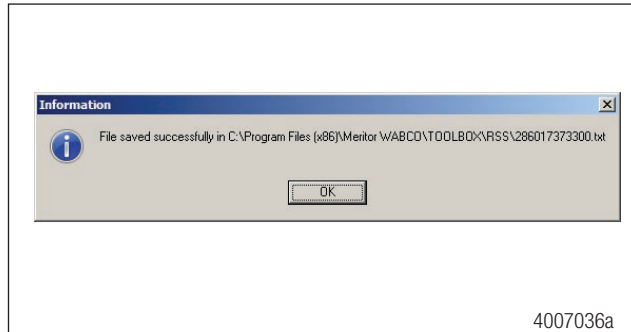 Information
File saved successfully in C:\Program Files (x86)\Meritor WABCO\TOOLBOX\RSS\286017373300.txt
OK
4007036a